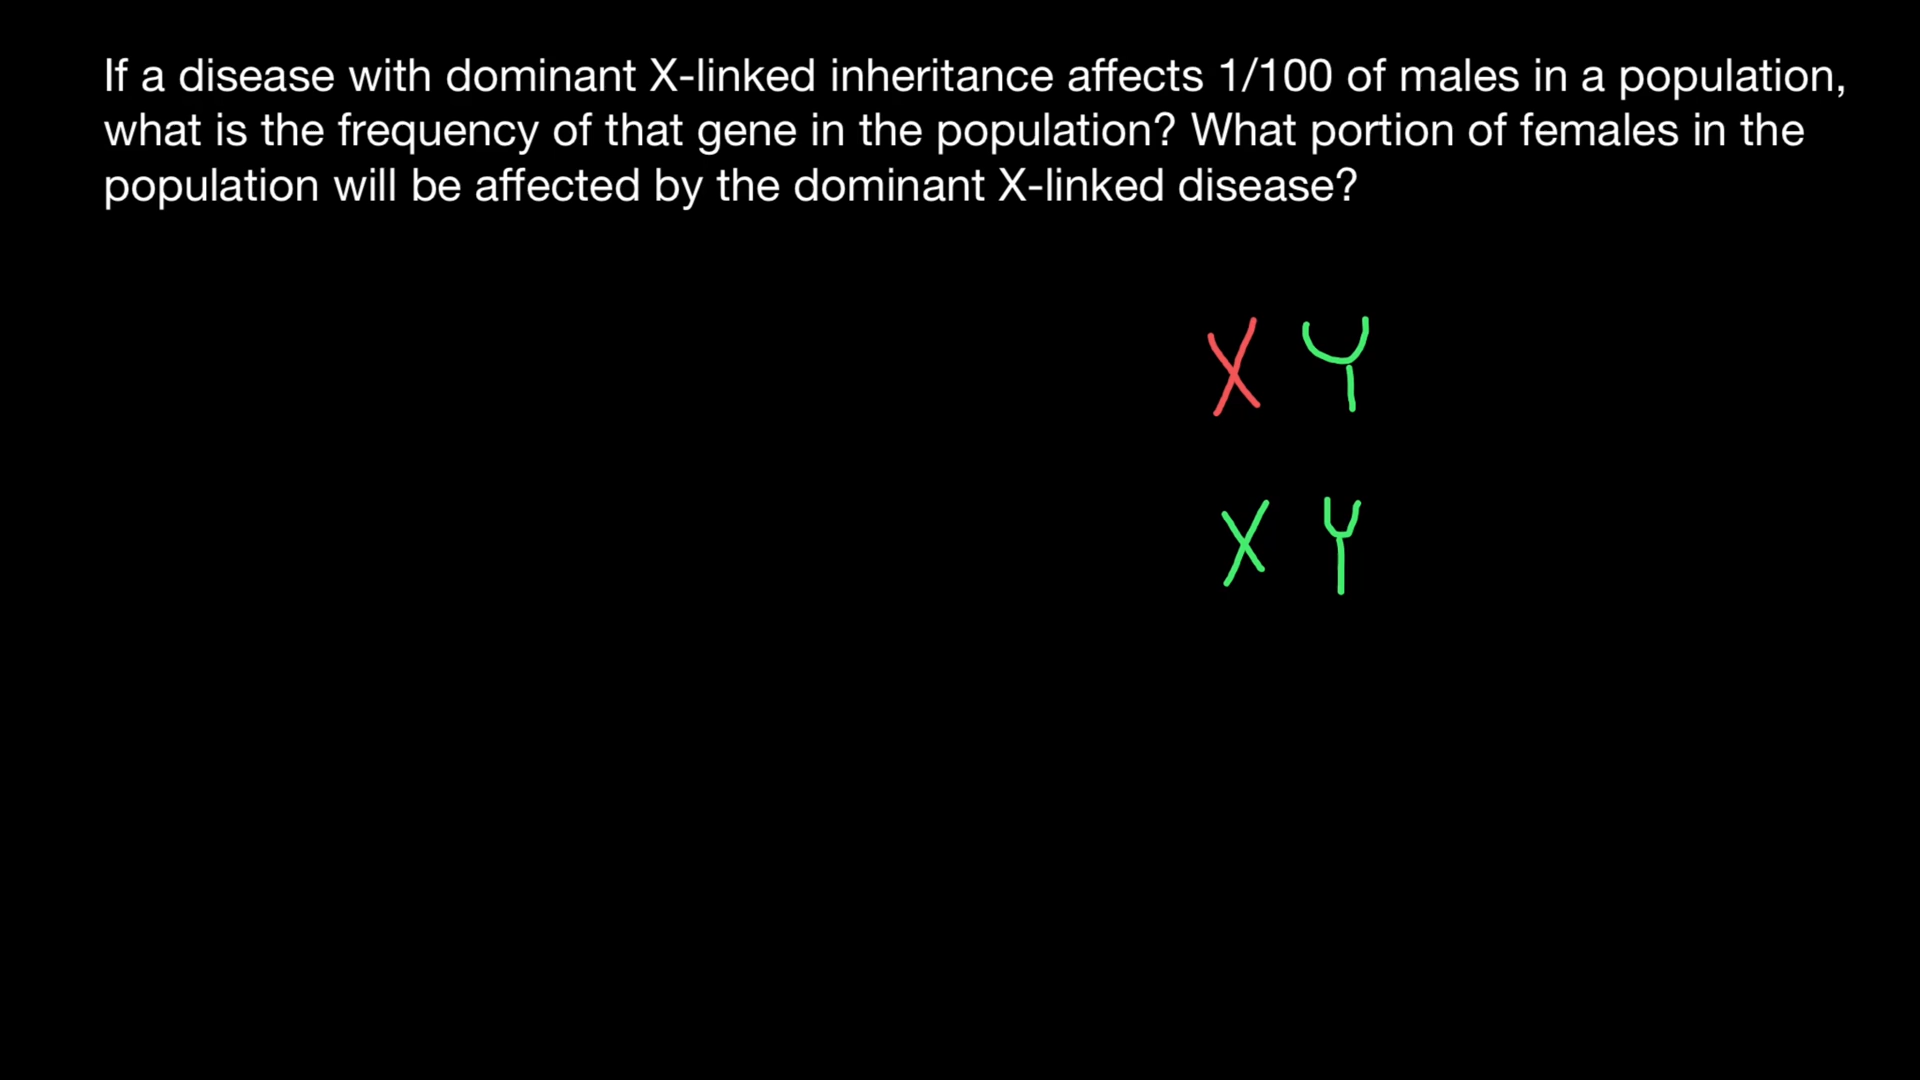 If a disease with dominant X-linked inheritance affects 1/100 of males in a population,
what is the frequency of that gene in the population? What portion of females in the
population will be affected by the dominant X-linked disease?
X Y
X Y